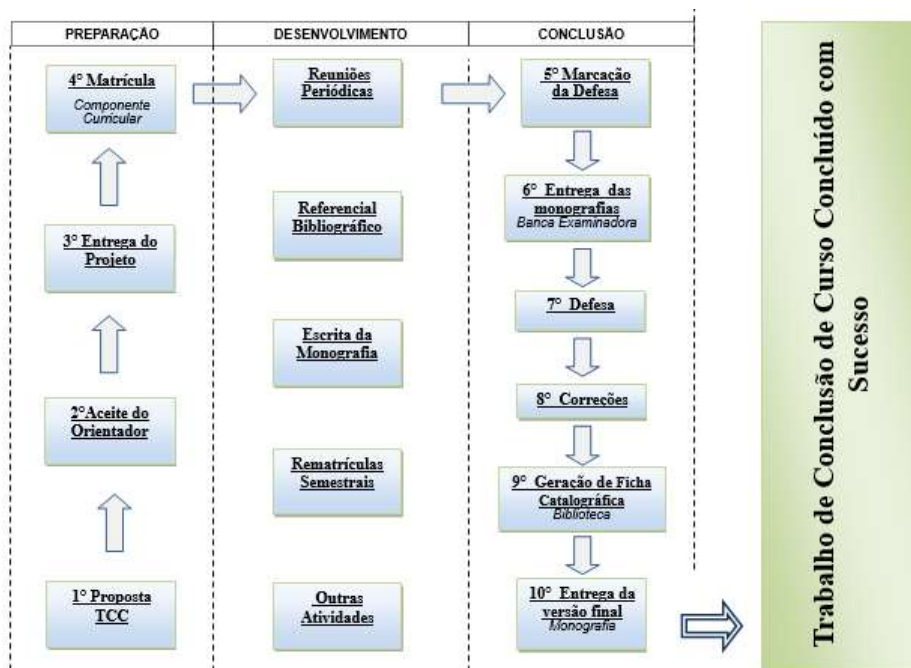 PREPARAÇÃO
DESENVOLVIMENTO
CONCLUSÃO
4° Matrícula
Componente
Curricular
3° Entrega do
Projeto
2°Aceite do
Orientador
1° Proposta
TCC
Reuniões
Periódicas
Referencial
Bibliográfico
Escrita da
Monografia
Rematrículas
Semestrais
Outras
Atividades
5° Marcação
da Defesa
6° Entrega das
monografias
Banca Examinadora
7° Defesa
8° Correções
9° Geração de Ficha
Catalográfica
Biblioteca
10° Entrega da
versão final
Monografia
Trabalho de Conclusão de Curso Concluído com
Sucesso